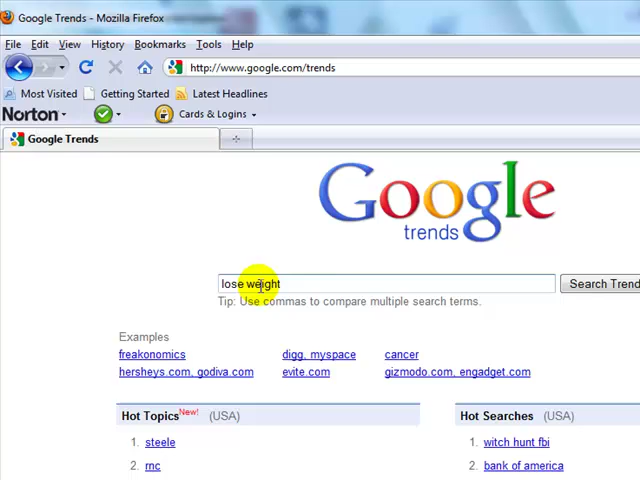 Google Trends - Mozilla Firefox
File Edit View History Bookmarks Tools Help
http://www.google.com/trends
Most Visited Getting Started Latest Headlines
Norton Cards & Logins
Google Trends
Google
trends
lose weight Search Trend
Tip: Use commas to compare multiple search terms.
Examples
freakonomics digg, myspace cancer
hersheys.com, godiva.com evite.com gizmodo.com, engadget.com
Hot Topics New! (USA) Hot Searches (USA)
1. steele 1. witch hunt fbi
2. rnc 2. bank of america